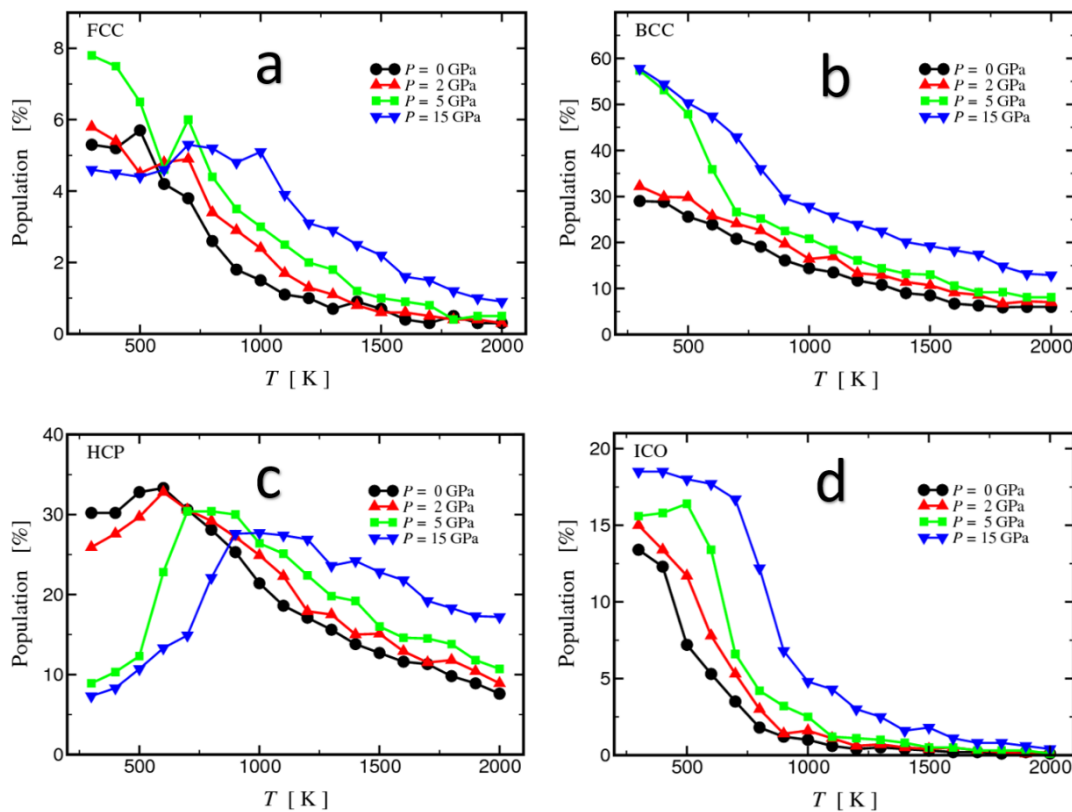 FCC
a
P = 0 GPa
P = 2 GPa
P = 5 GPa
P = 15 GPa
Population [%]
8
6
4
2
0
500 1000 1500 2000
T [ K ]
BCC
b
P = 0 GPa
P = 2 GPa
P = 5 GPa
P = 15 GPa
Population [%]
60
50
40
30
20
10
0
500 1000 1500 2000
T [ K ]
HCP
c
P = 0 GPa
P = 2 GPa
P = 5 GPa
P = 15 GPa
Population [%]
40
30
20
10
0
500 1000 1500 2000
T [ K ]
ICO
d
P = 0 GPa
P = 2 GPa
P = 5 GPa
P = 15 GPa
Population [%]
20
15
10
5
0
500 1000 1500 2000
T [ K ]